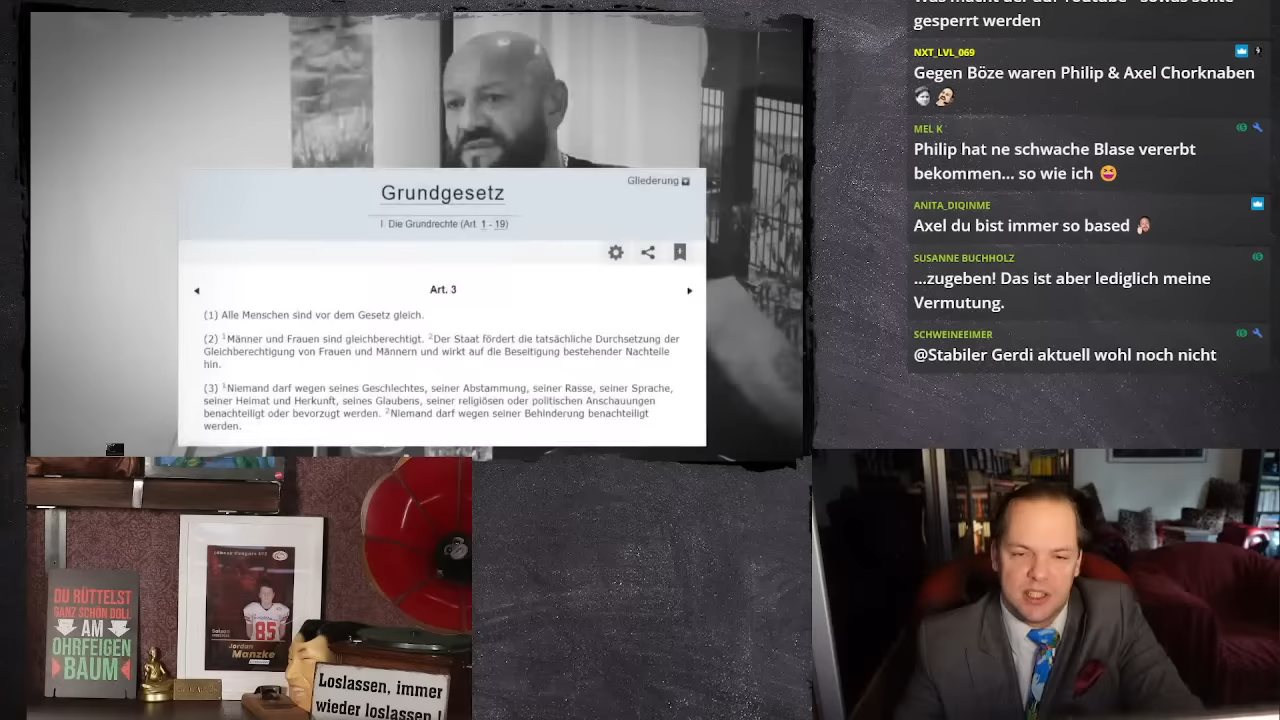 Grundgesetz
Gliederung
I. Die Grundrechte (Art 1 - 19)
Art. 3
(1) Alle Menschen sind vor dem Gesetz gleich.
(2) 1Männer und Frauen sind gleichberechtigt. 2Der Staat fördert die tatsächliche Durchsetzung der
Gleichberechtigung von Frauen und Männern und wirkt auf die Beseitigung bestehender Nachteile
hin.
(3) 1Niemand darf wegen seines Geschlechtes, seiner Abstammung, seiner Rasse, seiner Sprache,
seiner Heimat und Herkunft, seines Glaubens, seiner religiösen oder politischen Anschauungen
benachteiligt oder bevorzugt werden. 2Niemand darf wegen seiner Behinderung benachteiligt
werden.
gesperrt werden
NXT_LVL_069
Gegen Böze waren Philip & Axel Chorknaben
MEL K
Philip hat ne schwache Blase vererbt
bekommen... so wie ich 😆
ANITA_DIQINME
Axel du bist immer so based
SUSANNE BUCHHOLZ
...zugeben! Das ist aber lediglich meine
Vermutung.
SCHWEINEEIMER
@Stabiler Gerdi aktuell wohl noch nicht
DU RÜTTELST
GANZ SCHÖN DOLL
AM
OHRFEIGEN
BAUM
85
Jordan
Manzke
Loslassen, immer
wieder loslassen !